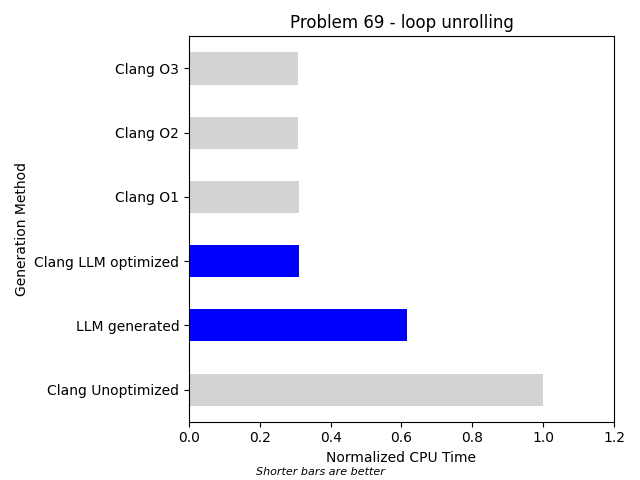 Problem 69 - loop unrolling
Generation Method
Clang O3
Clang O2
Clang O1
Clang LLM optimized
LLM generated
Clang Unoptimized
0.0 0.2 0.4 0.6 0.8 1.0 1.2
Normalized CPU Time
Shorter bars are better